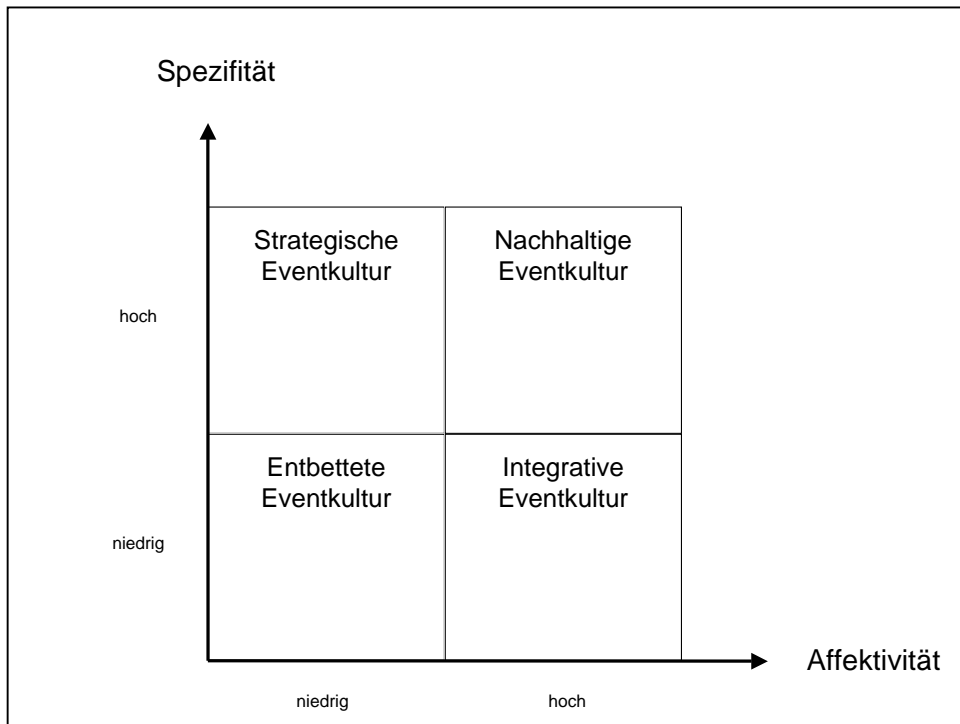 Spezifität
Strategische
Eventkultur
Nachhaltige
Eventkultur
hoch
Entbettete
Eventkultur
Integrative
Eventkultur
niedrig
Affektivität
niedrig
hoch